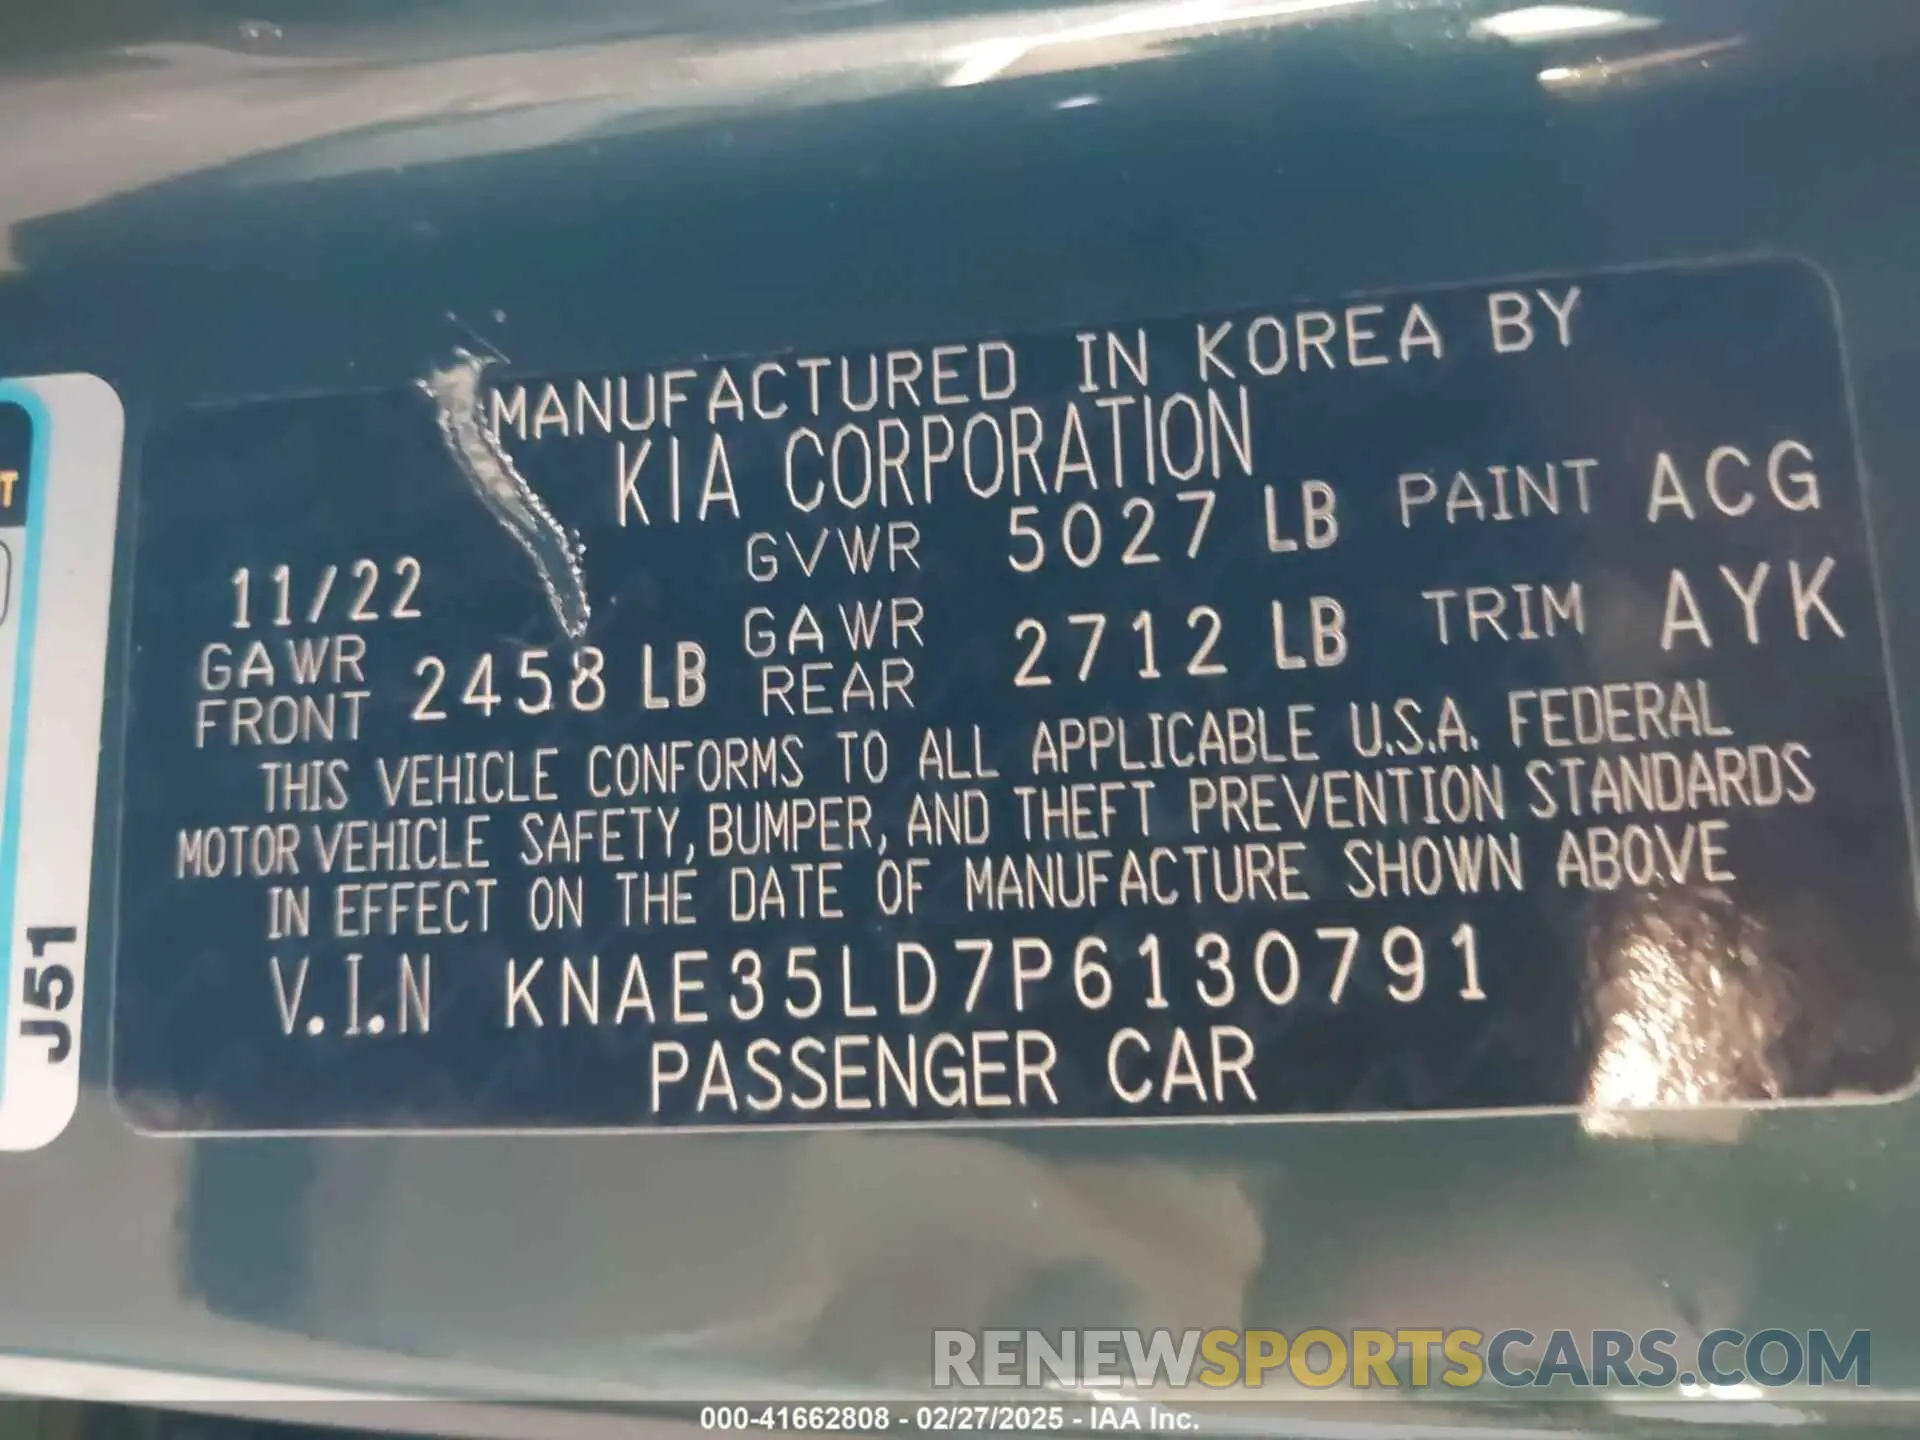 MANUFACTURED IN KOREA BY
KIA CORPORATION
11/22 GVWR 5027 LB PAINT ACG
GAWR FRONT 2458 LB GAWR REAR 2712 LB TRIM AYK
THIS VEHICLE CONFORMS TO ALL APPLICABLE U.S.A. FEDERAL
MOTOR VEHICLE SAFETY, BUMPER, AND THEFT PREVENTION STANDARDS
IN EFFECT ON THE DATE OF MANUFACTURE SHOWN ABOVE
V.I.N KNAE35LD7P6130791
PASSENGER CAR
J51
RENEWSPORTSCARS.COM
000-41662808 - 02/27/2025 - IAA Inc.